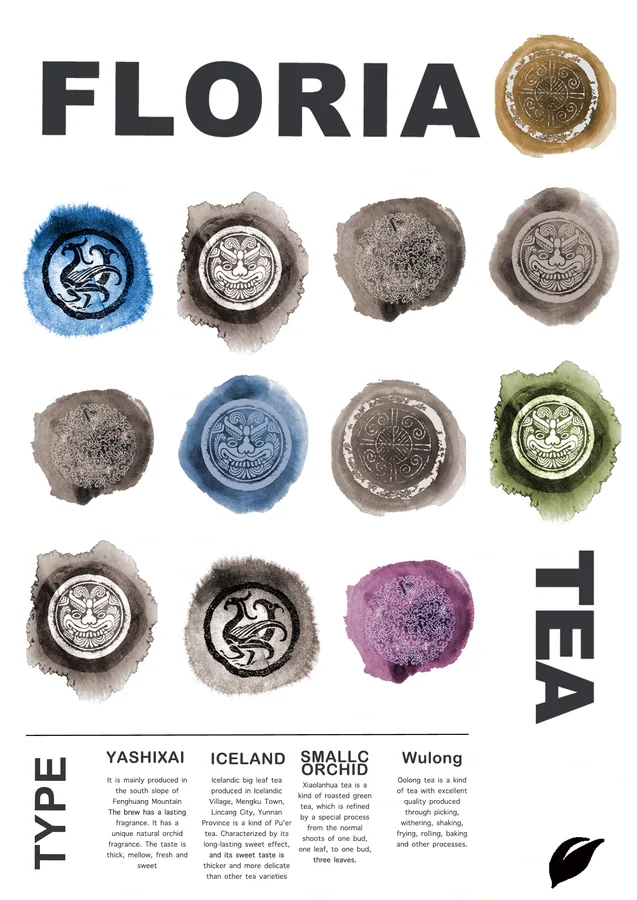 FLORIA
TEA
TYPE
YASHIXAI
It is mainly produced in
the south slope of
Fenghuang Mountain
The brew has a lasting
fragrance. It has a
unique natural orchid
fragrance. The taste is
thick, mellow, fresh and
sweet
ICELAND
Icelandic big leaf tea
produced in Icelandic
Village, Mengku Town,
Lincang City, Yunnan
Province is a kind of Pu'er
tea. Characterized by its
long-lasting sweet effect,
and its sweet taste is
thicker and more delicate
than other tea varieties
SMALLC
ORCHID
Xiaolanhua tea is a
kind of roasted green
tea, which is refined
by a special process
from the normal
shoots of one bud,
one leaf, to one bud,
three leaves.
Wulong
Oolong tea is a kind
of tea with excellent
quality produced
through picking,
withering, shaking,
frying, rolling, baking
and other processes.